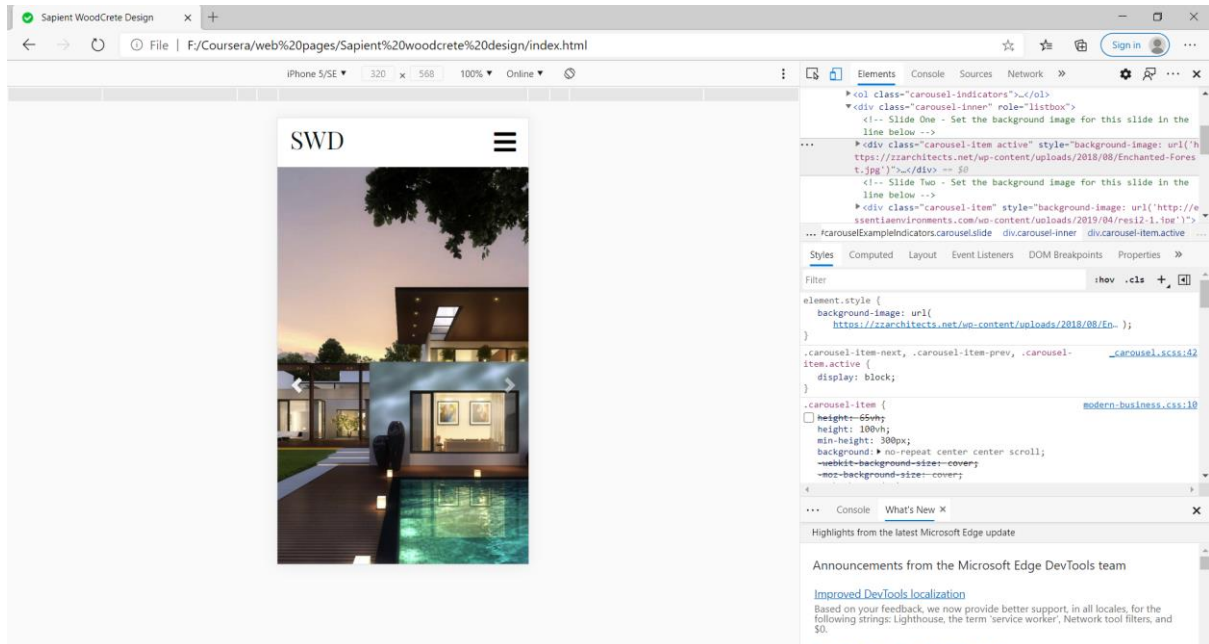 Sapient WoodCrete Design
File | F:/Coursera/web%20pages/Sapient%20woodcrete%20design/index.html
Sign in
iPhone 5/SE ▼ 320 x 568 100% ▼ Online ▼
Elements Console Sources Network »
SWD
▶<ol class="carousel-indicators">…</ol>
▼<div class="carousel-inner" role="listbox">
<!-- Slide One - Set the background image for this slide in the
line below -->
▶<div class="carousel-item active" style="background-image: url('h
ttps://zzarchitects.net/wp-content/uploads/2018/08/Enchanted-Fores
t.jpg')">…</div> == $0
<!-- Slide Two - Set the background image for this slide in the
line below -->
▶<div class="carousel-item" style="background-image: url('http://e
ssentiaenvironments.com/wp-content/uploads/2019/04/resi2-1.jpg')">
... #carouselExampleIndicators.carousel.slide div.carousel-inner div.carousel-item.active ...
Styles Computed Layout Event Listeners DOM Breakpoints Properties »
Filter :hov .cls +
element.style {
background-image: url(
https://zzarchitects.net/wp-content/uploads/2018/08/En… );
}
.carousel-item-next, .carousel-item-prev, .carousel- _carousel.scss:42
item.active {
display: block;
}
.carousel-item { modern-business.css:10
height: 65vh;
height: 100vh;
min-height: 300px;
background:▶ no-repeat center center scroll;
-webkit-background-size: cover;
-moz-background-size: cover;
... Console What's New ×
Highlights from the latest Microsoft Edge update
Announcements from the Microsoft Edge DevTools team
Improved DevTools localization
Based on your feedback, we now provide better support, in all locales, for the
following strings: Lighthouse, the term 'service worker', Network tool filters, and
$0.